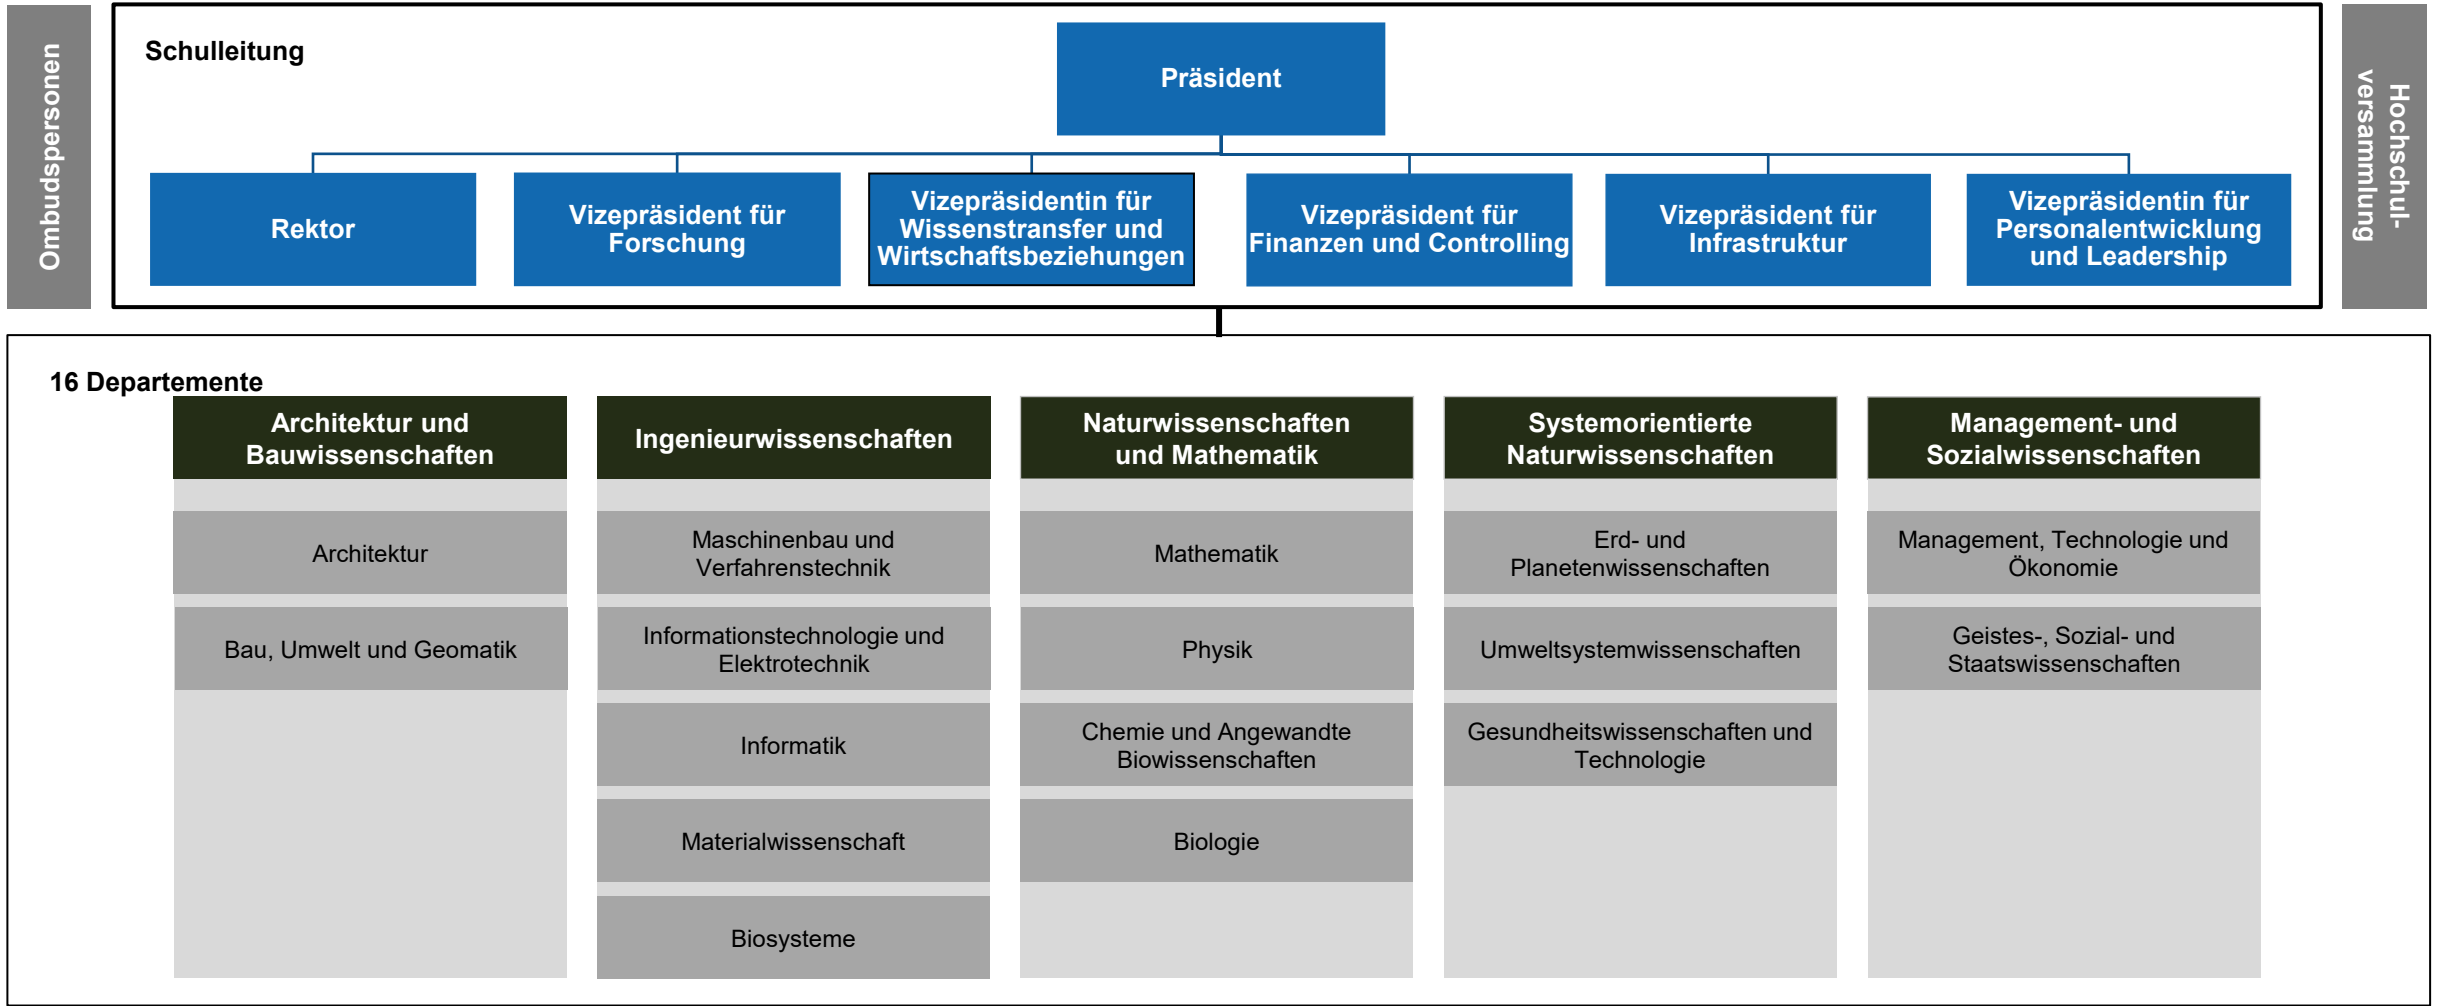 Ombudspersonen
Schulleitung
Präsident
Hochschul-
versammlung
Rektor
Vizepräsident für
Forschung
Vizepräsidentin für
Wissenstransfer und
Wirtschaftsbeziehungen
Vizepräsident für
Finanzen und Controlling
Vizepräsident für
Infrastruktur
Vizepräsidentin für
Personalentwicklung
und Leadership
16 Departemente
Architektur und
Bauwissenschaften
Architektur
Bau, Umwelt und Geomatik
Ingenieurwissenschaften
Maschinenbau und
Verfahrenstechnik
Informationstechnologie und
Elektrotechnik
Informatik
Materialwissenschaft
Biosysteme
Naturwissenschaften
und Mathematik
Mathematik
Physik
Chemie und Angewandte
Biowissenschaften
Biologie
Systemorientierte
Naturwissenschaften
Erd- und
Planetenwissenschaften
Umweltsystemwissenschaften
Gesundheitswissenschaften und
Technologie
Management- und
Sozialwissenschaften
Management, Technologie und
Ökonomie
Geistes-, Sozial- und
Staatswissenschaften